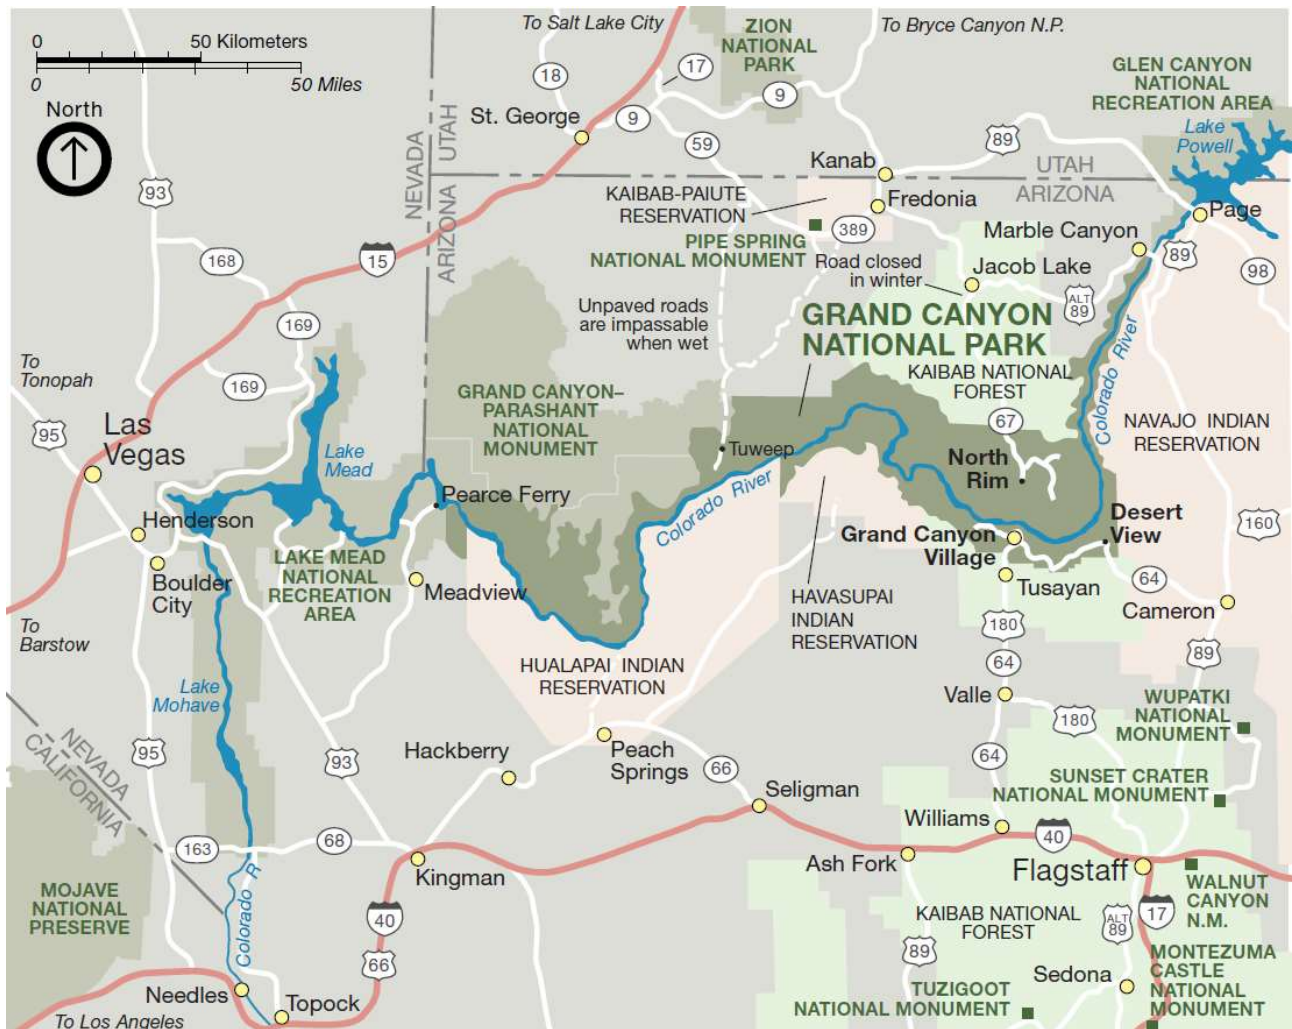 To Salt Lake City
To Bryce Canyon N.P.
ZION
NATIONAL
PARK
GLEN CANYON
NATIONAL
RECREATION AREA
0
50 Kilometers
0
50 Miles
North
18
17
9
9
St. George
59
89
Lake
Powell
Kanab
UTAH
ARIZONA
NEVADA
ARIZONA
UTAH
93
KAIBAB-PAIUTE
RESERVATION
Fredonia
Page
389
PIPE SPRING
NATIONAL MONUMENT
Marble Canyon
89
98
168
15
Road closed
in winter
Jacob Lake
ALT
89
Unpaved roads
are impassable
when wet
GRAND CANYON
NATIONAL PARK
169
169
To
Tonopah
KAIBAB NATIONAL
FOREST
Colorado River
GRAND CANYON–
PARASHANT
NATIONAL
MONUMENT
67
NAVAJO INDIAN
RESERVATION
95
Las
Vegas
Lake
Mead
Tuweep
North
Rim
Pearce Ferry
Colorado River
Henderson
Desert
View
160
Grand Canyon
Village
Boulder
City
LAKE MEAD
NATIONAL
RECREATION
AREA
Meadview
Tusayan
64
Cameron
HAVASUPAI
INDIAN
RESERVATION
To
Barstow
180
89
HUALAPAI INDIAN
RESERVATION
64
Lake
Mohave
Valle
WUPATKI
NATIONAL
MONUMENT
180
NEVADA
CALIFORNIA
95
93
Hackberry
Peach
Springs
66
64
SUNSET CRATER
NATIONAL MONUMENT
Seligman
Williams
40
163
68
Ash Fork
Flagstaff
Kingman
WALNUT
CANYON
N.M.
MOJAVE
NATIONAL
PRESERVE
Colorado R
40
KAIBAB NATIONAL
FOREST
ALT
89
17
66
89
MONTEZUMA
CASTLE
NATIONAL
MONUMENT
Sedona
Needles
Topock
TUZIGOOT
NATIONAL MONUMENT
To Los Angeles